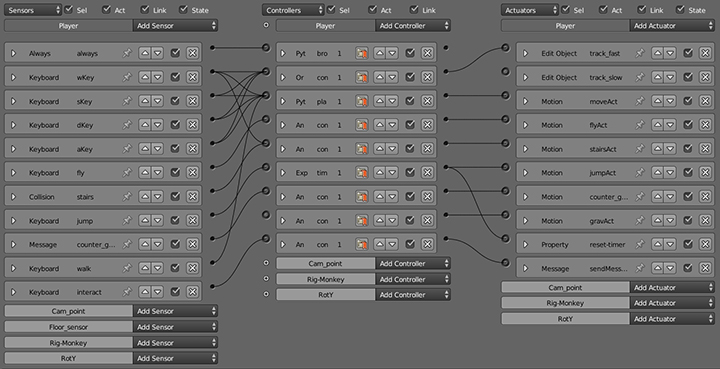 Sensors Sel Act Link State Controllers Sel Act Link Actuators Sel Act Link State
Player Add Sensor Player Add Controller Player Add Actuator
Always always Pyt bro 1 Edit Object track_fast
Keyboard wKey Or con 1 Edit Object track_slow
Keyboard sKey Pyt pla 1 Motion moveAct
Keyboard dKey An con 1 Motion flyAct
Keyboard aKey An con 1 Motion stairsAct
Keyboard fly Exp tim 1 Motion jumpAct
Collision stairs An con 1 Motion counter_g...
Keyboard jump An con 1 Motion gravAct
Message counter_g... An con 1 Property reset-timer
Keyboard walk Cam_point Add Controller Message sendMess...
Keyboard interact Rig-Monkey Add Controller Cam_point Add Actuator
Cam_point Add Sensor RotY Add Controller Rig-Monkey Add Actuator
Floor_sensor Add Sensor RotY Add Actuator
Rig-Monkey Add Sensor
RotY Add Sensor